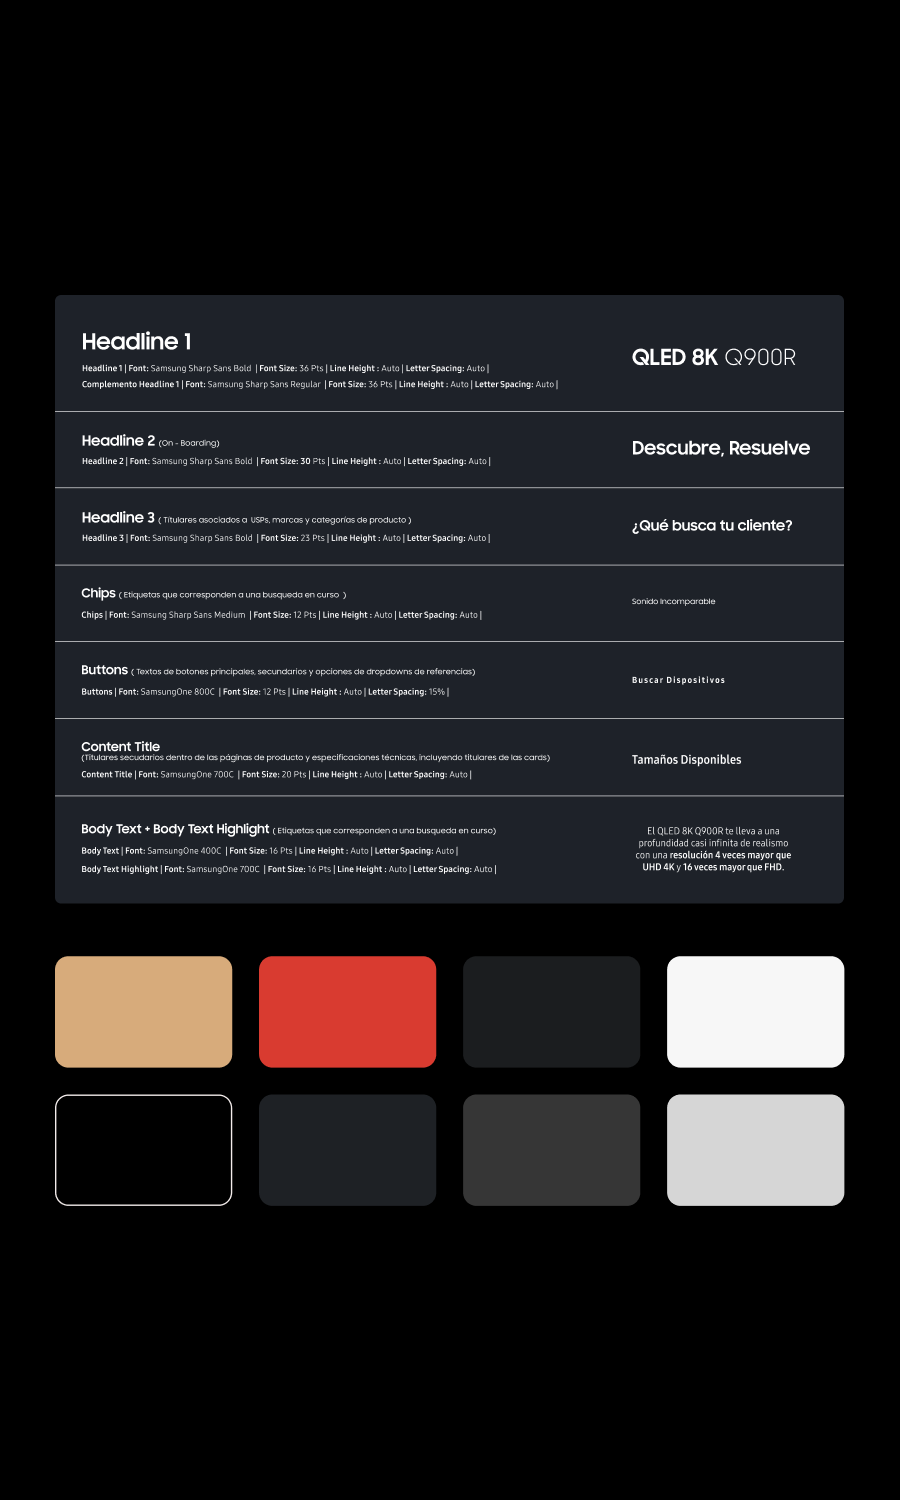 Headline 1
Headline 1 | Font: Samsung Sharp Sans Bold | Font Size: 36 Pts | Line Height : Auto | Letter Spacing: Auto |
Complemento Headline 1 | Font: Samsung Sharp Sans Regular | Font Size: 36 Pts | Line Height : Auto | Letter Spacing: Auto |
QLED 8K Q900R
Headline 2 (On - Boarding)
Headline 2 | Font: Samsung Sharp Sans Bold | Font Size: 30 Pts | Line Height : Auto | Letter Spacing: Auto |
Descubre, Resuelve
Headline 3 ( Titulares asociados a USPs, marcas y categorías de producto )
Headline 3 | Font: Samsung Sharp Sans Bold | Font Size: 23 Pts | Line Height : Auto | Letter Spacing: Auto |
¿Qué busca tu cliente?
Chips ( Etiquetas que corresponden a una busqueda en curso )
Chips | Font: Samsung Sharp Sans Medium | Font Size: 12 Pts | Line Height : Auto | Letter Spacing: Auto |
Sonido Incomparable
Buttons ( Textos de botones principales, secundarios y opciones de dropdowns de referencias)
Buttons | Font: SamsungOne 800C | Font Size: 12 Pts | Line Height : Auto | Letter Spacing: 15% |
Buscar Dispositivos
Content Title
(Titulares secudarios dentro de las páginas de producto y especificaciones técnicas, incluyendo titulares de las cards)
Content Title | Font: SamsungOne 700C | Font Size: 20 Pts | Line Height : Auto | Letter Spacing: Auto |
Tamaños Disponibles
Body Text + Body Text Highlight ( Etiquetas que corresponden a una busqueda en curso)
Body Text | Font: SamsungOne 400C | Font Size: 16 Pts | Line Height : Auto | Letter Spacing: Auto |
Body Text Highlight | Font: SamsungOne 700C | Font Size: 16 Pts | Line Height : Auto | Letter Spacing: Auto |
El QLED 8K Q900R te lleva a una
profundidad casi infinita de realismo
con una resolución 4 veces mayor que
UHD 4K y 16 veces mayor que FHD.